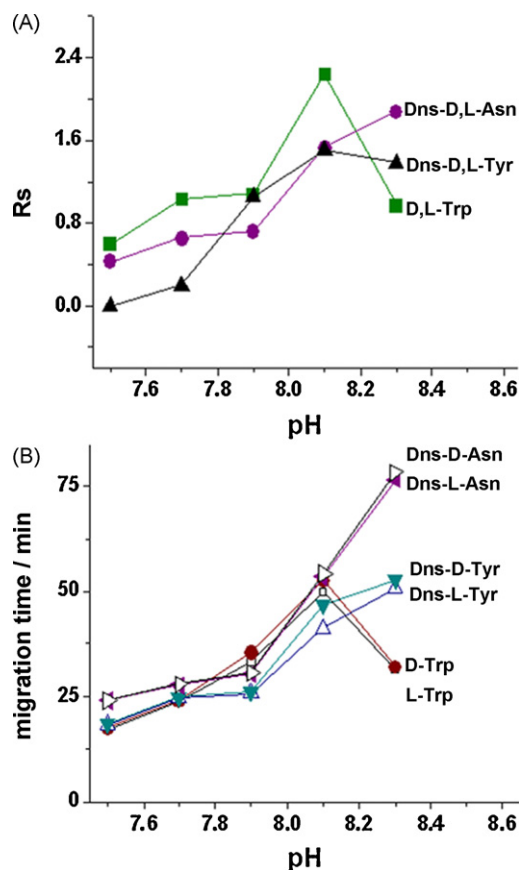 (A)
2.4
1.6
0.8
0.0
Rs
Dns-D,L-Asn
Dns-D,L-Tyr
D,L-Trp
7.6 7.8 8.0 8.2 8.4 8.6
pH
(B)
75
50
25
0
migration time / min
Dns-D-Asn
Dns-L-Asn
Dns-D-Tyr
Dns-L-Tyr
D-Trp
L-Trp
7.6 7.8 8.0 8.2 8.4 8.6
pH